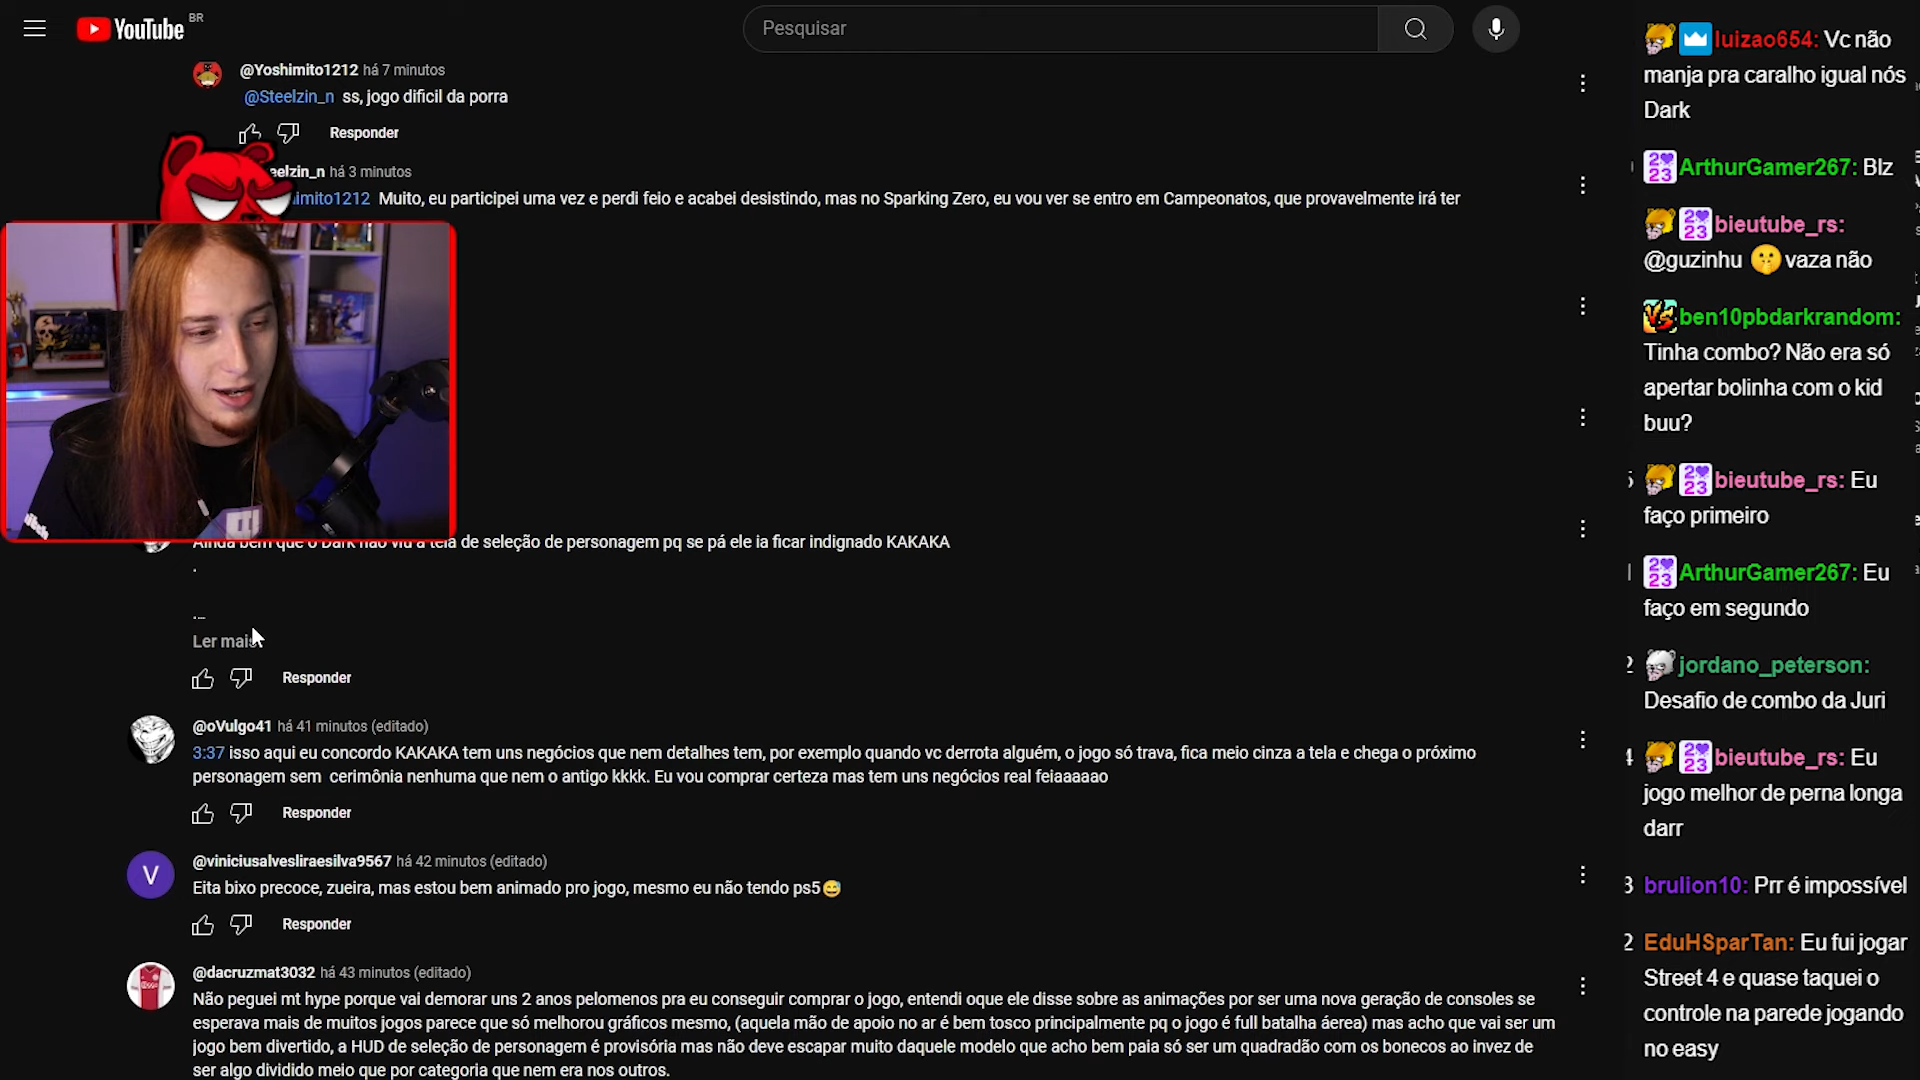 YouTube BR
Pesquisar
@Yoshimito1212 há 7 minutos
@Steelzin_n ss, jogo dificil da porra
Responder
eelzin_n há 3 minutos
imito1212 Muito, eu participei uma vez e perdi feio e acabei desistindo, mas no Sparking Zero, eu vou ver se entro em Campeonatos, que provavelmente irá ter
Ainda bem que o Dark não viu a tela de seleção de personagem pq se pá ele ia ficar indignado KAKAKA
.
...
Ler mais
Responder
@oVulgo41 há 41 minutos (editado)
3:37 isso aqui eu concordo KAKAKA tem uns negócios que nem detalhes tem, por exemplo quando vc derrota alguém, o jogo só trava, fica meio cinza a tela e chega o próximo
personagem sem cerimônia nenhuma que nem o antigo kkkk. Eu vou comprar certeza mas tem uns negócios real feiaaaaao
Responder
V
@viniciusalvesliraesilva9567 há 42 minutos (editado)
Eita bixo precoce, zueira, mas estou bem animado pro jogo, mesmo eu não tendo ps5😅
Responder
@dacruzmat3032 há 43 minutos (editado)
Não peguei mt hype porque vai demorar uns 2 anos pelomenos pra eu conseguir comprar o jogo, entendi oque ele disse sobre as animações por ser uma nova geração de consoles se
esperava mais de muitos jogos parece que só melhorou gráficos mesmo, (aquela mão de apoio no ar é bem tosco principalmente pq o jogo é full batalha áerea) mas acho que vai ser um
jogo bem divertido, a HUD de seleção de personagem é provisória mas não deve escapar muito daquele modelo que acho bem paia só ser um quadradão com os bonecos ao invez de
ser algo dividido meio que por categoria que nem era nos outros.
luizao654: Vc não
manja pra caralho igual nós
Dark
ArthurGamer267: Blz
bieutube_rs:
@guzinhu 🤫 vaza não
ben10pbdarkrandom:
Tinha combo? Não era só
apertar bolinha com o kid
buu?
bieutube_rs: Eu
faço primeiro
ArthurGamer267: Eu
faço em segundo
jordano_peterson:
Desafio de combo da Juri
bieutube_rs: Eu
jogo melhor de perna longa
darr
brulion10: Prr é impossível
EduHSparTan: Eu fui jogar
Street 4 e quase taquei o
controle na parede jogando
no easy